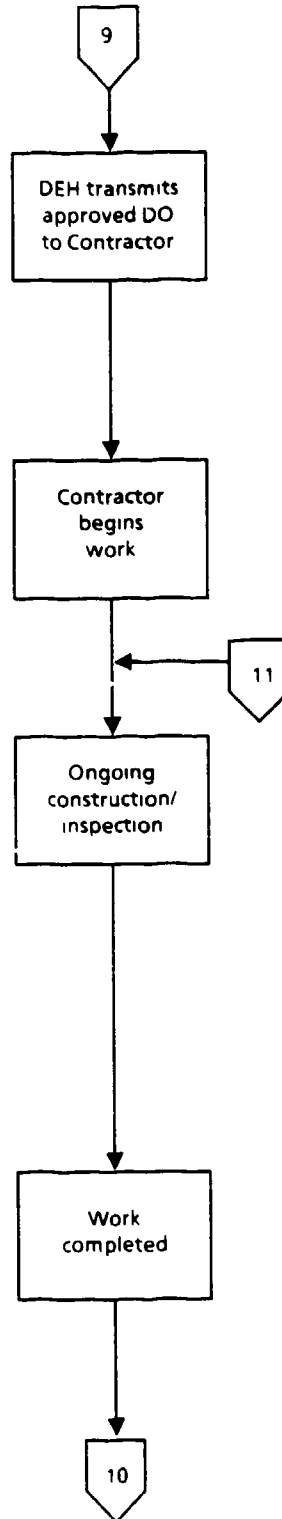 9
DEH transmits
approved DO
to Contractor
Contractor
begins
work
11
Ongoing
construction/
inspection
Work
completed
10